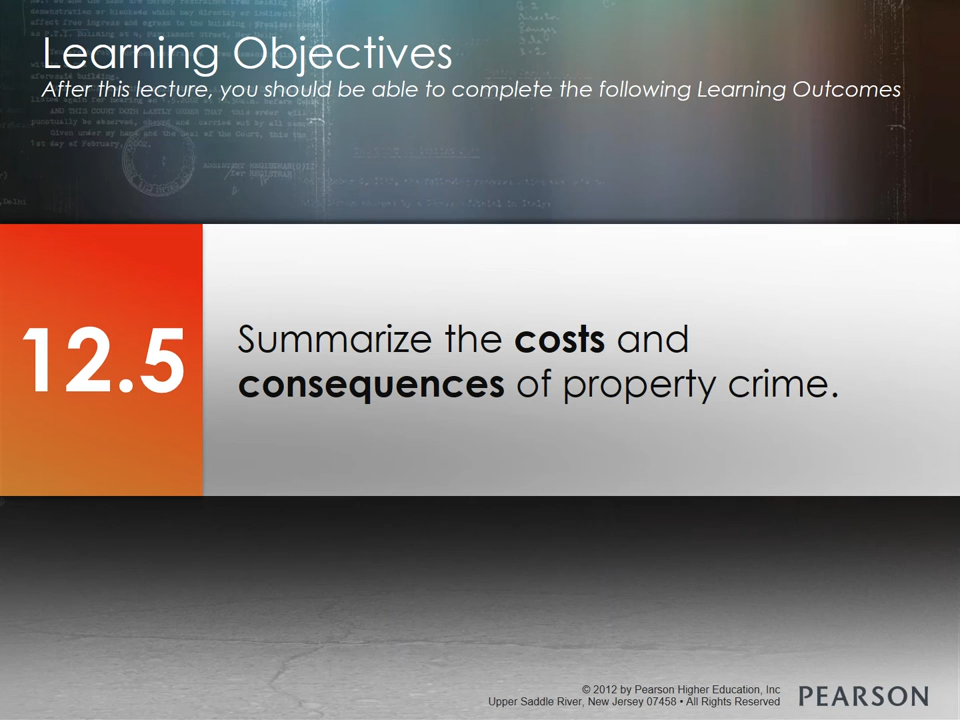 Learning Objectives
After this lecture, you should be able to complete the following Learning Outcomes
12.5
Summarize the costs and
consequences of property crime.
© 2012 by Pearson Higher Education, Inc
Upper Saddle River, New Jersey 07458 • All Rights Reserved
PEARSON